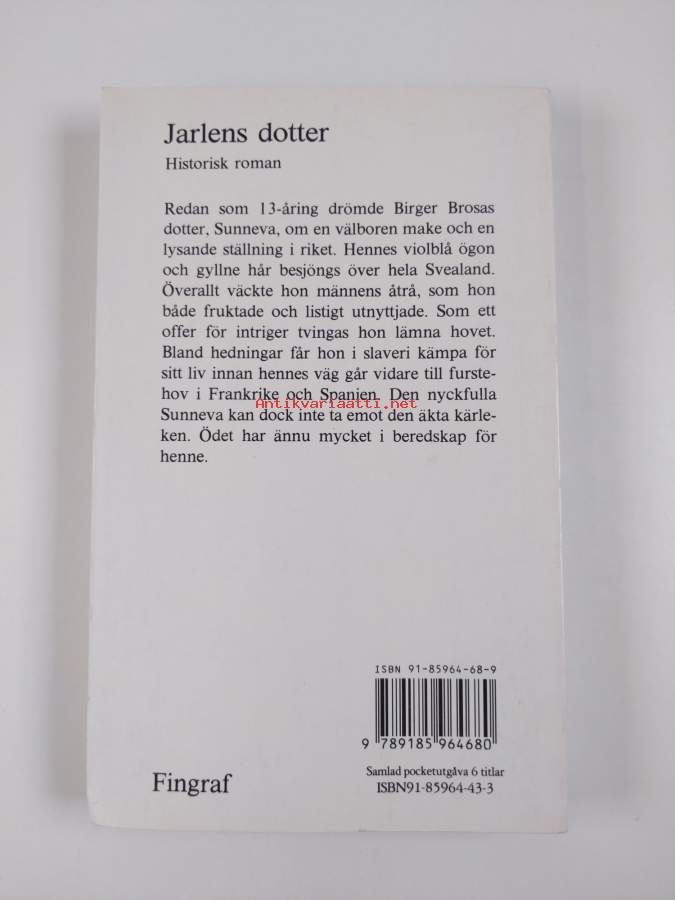 Jarlens dotter
Historisk roman
Redan som 13-åring drömde Birger Brosas
dotter, Sunneva, om en välboren make och en
lysande ställning i riket. Hennes violblå ögon
och gyllne hår besjöngs över hela Svealand.
Överallt väckte hon männens åtrå, som hon
både fruktade och listigt utnyttjade. Som ett
offer för intriger tvingas hon lämna hovet.
Bland hedningar får hon i slaveri kämpa för
sitt liv innan hennes väg går vidare till furste-
hov i Frankrike och Spanien. Den nyckfulla
Antikvariaatti.net
Sunneva kan dock inte ta emot den äkta kärle-
ken. Ödet har ännu mycket i beredskap för
henne.
ISBN 91-85964-68-9
9 789185 964680
Samlad pocketutgåva 6 titlar
ISBN91-85964-43-3
Fingraf